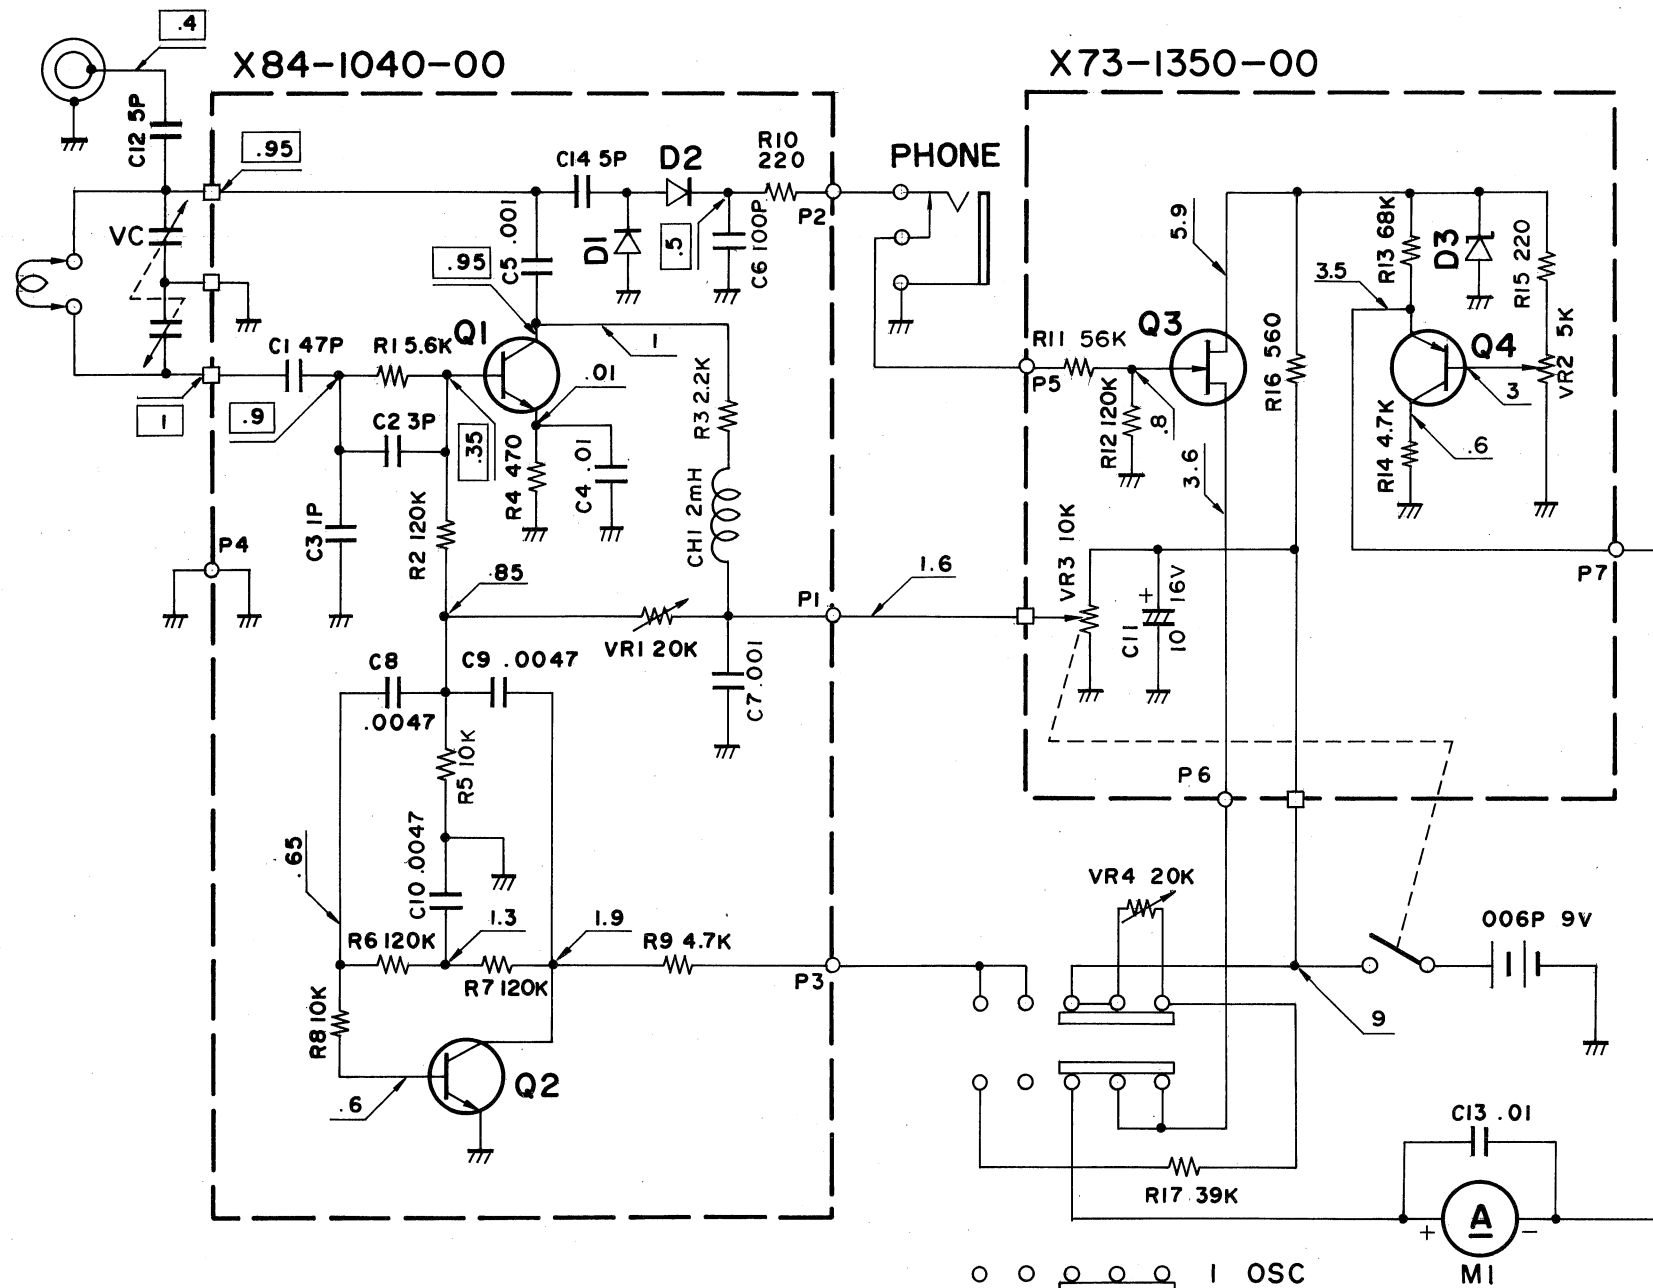 .4
X84-1040-00
X73-1350-00
C12 5P
.95
C14 5P
D2
R10
220
PHONE
P2
VC
C5 .001
.95
D1
.5
C6 100P
5.9
R13 68K
D3
R15 220
3.5
Q1
1
Q3
Q4
VR2 5K
C1 47P
R1 5.6K
R11 56K
P5
R16 560
3
.01
1
.9
C2 3P
.35
R3 2.2K
R12 120K
.8
R14 4.7K
.6
3.6
R4 470
C4 .01
CH1 2mH
C3 1P
R2 120K
P4
.85
P1
1.6
VR3 10K
+
C11
10 16V
P7
VR1 20K
C7 .001
C8
.0047
C9 .0047
R5 10K
P6
C10 .0047
.65
VR4 20K
006P 9V
1.3
1.9
R6 120K
R7 120K
R9 4.7K
P3
9
R8 10K
Q2
.6
R17 39K
C13 .01
A
+
−
M1
1 OSC